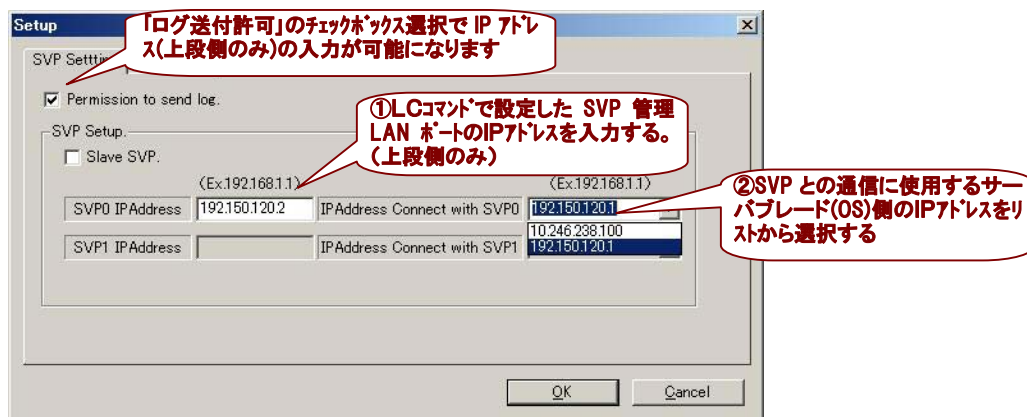 Setup
「ログ送付許可」のチェックボックス選択で IP アドレ
ス(上段側のみ)の入力が可能になります
SVP Setttin
Permission to send log.
①LCコマンドで設定した SVP 管理
LAN ポートのIPアドレスを入力する。
(上段側のみ)
SVP Setup.
Slave SVP.
(Ex.192.168.1.1)
(Ex.192.168.1.1)
②SVP との通信に使用するサー
バブレード(OS)側のIPアドレスをリ
ストから選択する
SVP0 IPAddress
192.150.120.2
IPAddress Connect with SVP0
192.150.120.1
10.246.238.100
192.150.120.1
SVP1 IPAddress
IPAddress Connect with SVP1
OK
Cancel